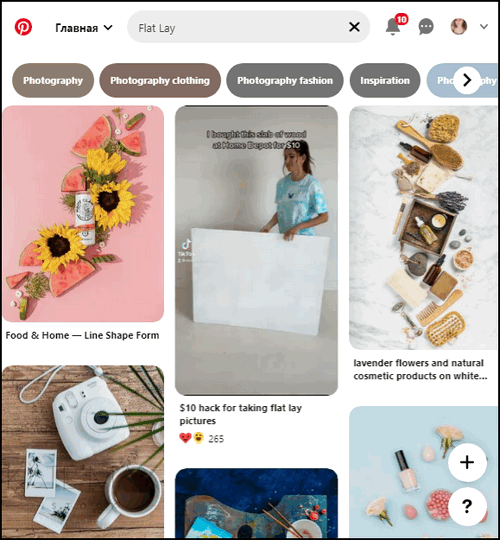 Главная
Flat Lay
10
Photography
Photography clothing
Photography fashion
Inspiration
I bought this slab of wood
at Home Depot for $10
TikTok
Food & Home — Line Shape Form
$10 hack for taking flat lay
pictures
265
lavender flowers and natural
cosmetic products on white...
+
?